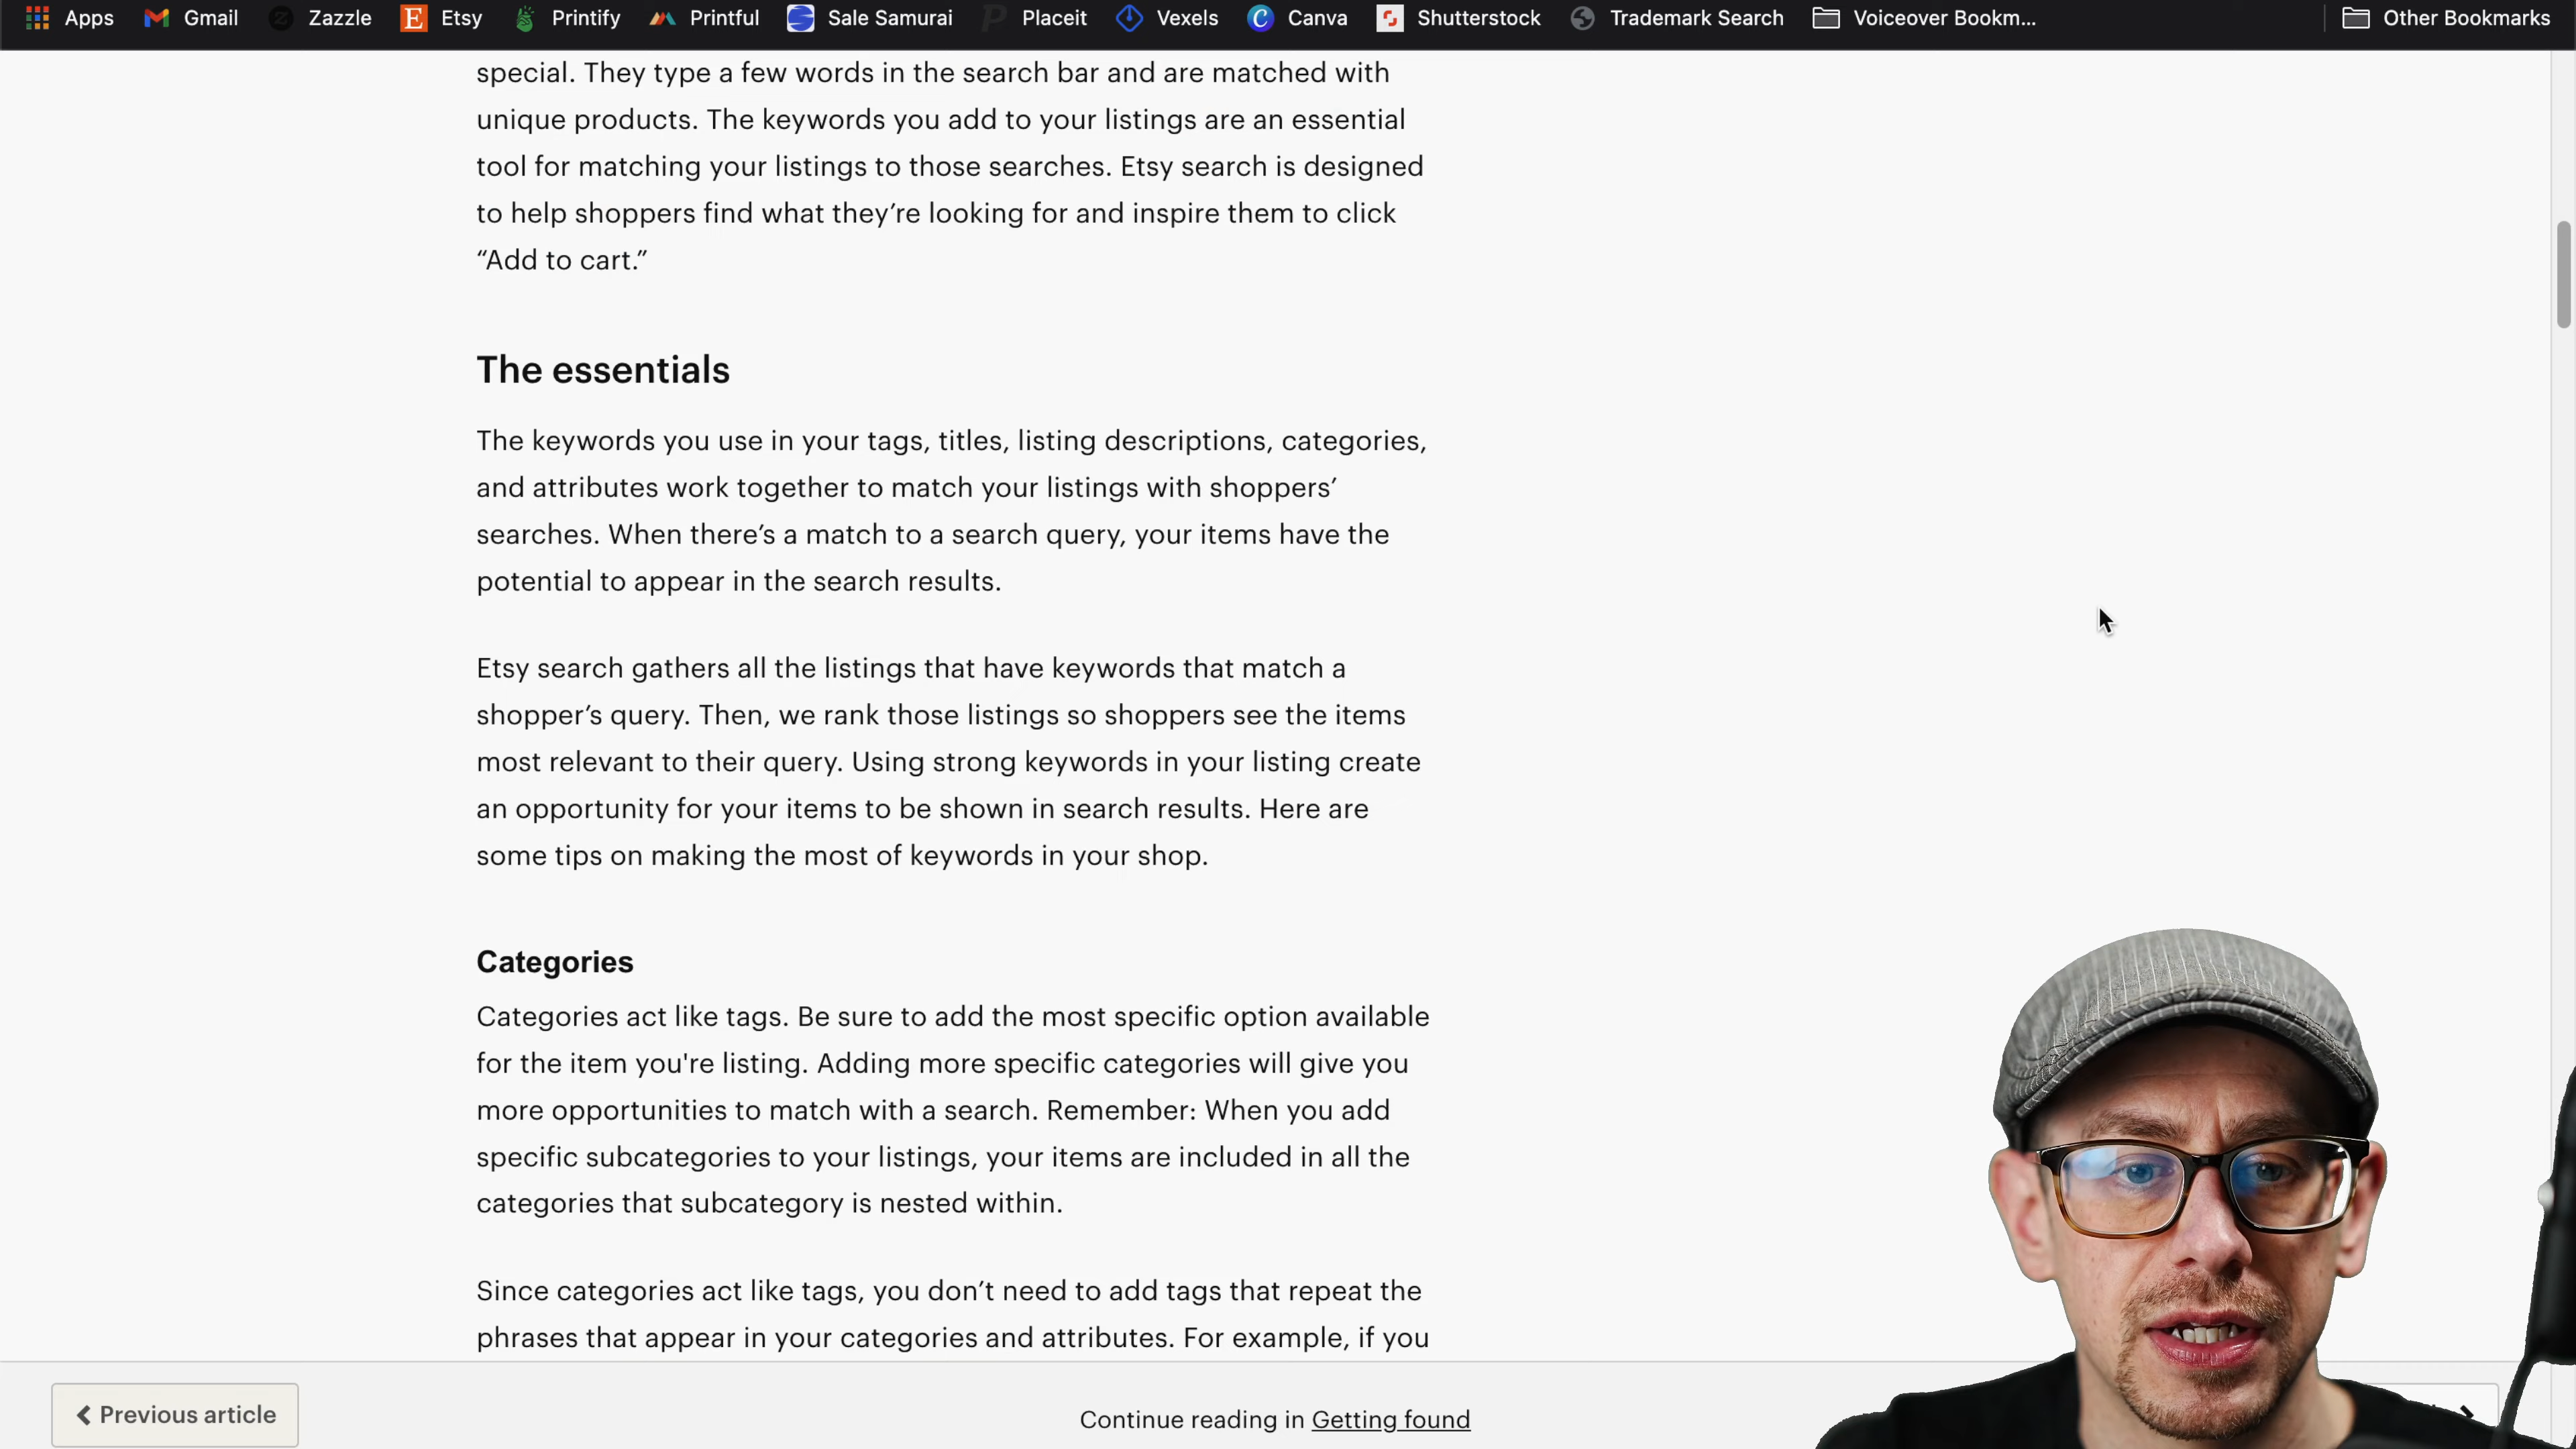 Apps Gmail Zazzle Etsy Printify Printful Sale Samurai Placeit Vexels Canva Shutterstock Trademark Search Voiceover Bookm... Other Bookmarks
special. They type a few words in the search bar and are matched with
unique products. The keywords you add to your listings are an essential
tool for matching your listings to those searches. Etsy search is designed
to help shoppers find what they’re looking for and inspire them to click
“Add to cart.”
The essentials
The keywords you use in your tags, titles, listing descriptions, categories,
and attributes work together to match your listings with shoppers’
searches. When there’s a match to a search query, your items have the
potential to appear in the search results.
Etsy search gathers all the listings that have keywords that match a
shopper’s query. Then, we rank those listings so shoppers see the items
most relevant to their query. Using strong keywords in your listing create
an opportunity for your items to be shown in search results. Here are
some tips on making the most of keywords in your shop.
Categories
Categories act like tags. Be sure to add the most specific option available
for the item you're listing. Adding more specific categories will give you
more opportunities to match with a search. Remember: When you add
specific subcategories to your listings, your items are included in all the
categories that subcategory is nested within.
Since categories act like tags, you don’t need to add tags that repeat the
phrases that appear in your categories and attributes. For example, if you
Previous article
Continue reading in Getting found